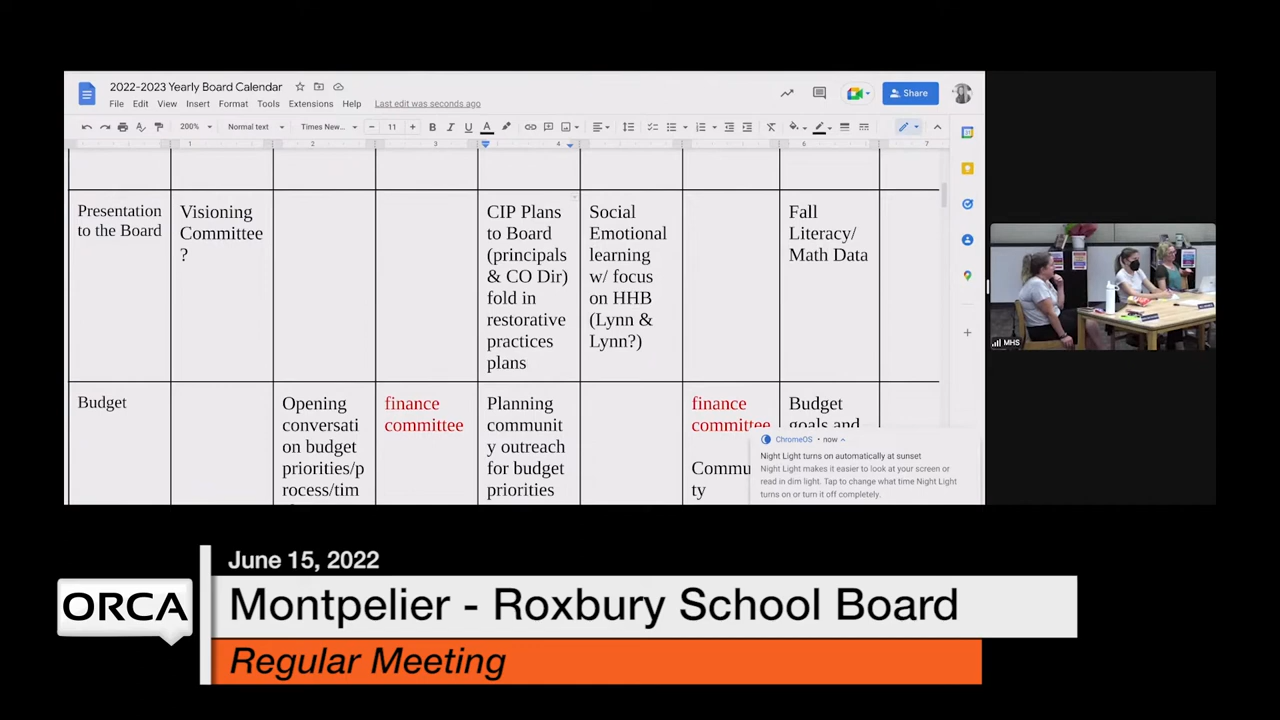 2022-2023 Yearly Board Calendar
File Edit View Insert Format Tools Extensions Help Last edit was seconds ago
Share
200% Normal text Times New... 11
1 2 3 4 6 7
Presentation
to the Board
Visioning
Committee
?
CIP Plans
to Board
(principals
& CO Dir)
fold in
restorative
practices
plans
Social
Emotional
learning
w/ focus
on HHB
(Lynn &
Lynn?)
Fall
Literacy/
Math Data
Budget
Opening
conversati
on budget
priorities/p
rocess/tim
finance
committee
Planning
communit
y outreach
for budget
priorities
finance
committee
Commu
ty
Budget
goals and
ChromeOS • now
Night Light turns on automatically at sunset
Night Light makes it easier to look at your screen or
read in dim light. Tap to change what time Night Light
turns on or turn it off completely.
MHS
June 15, 2022
ORCA
Montpelier - Roxbury School Board
Regular Meeting